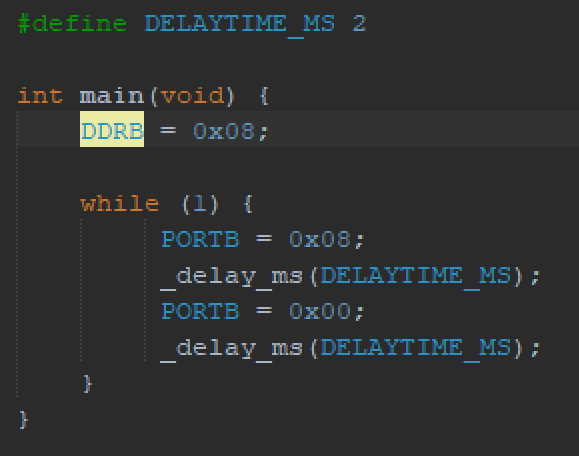 #define DELAYTIME_MS 2
int main(void) {
DDRB = 0x08;
while (1) {
PORTB = 0x08;
_delay_ms(DELAYTIME_MS);
PORTB = 0x00;
_delay_ms(DELAYTIME_MS);
}
}